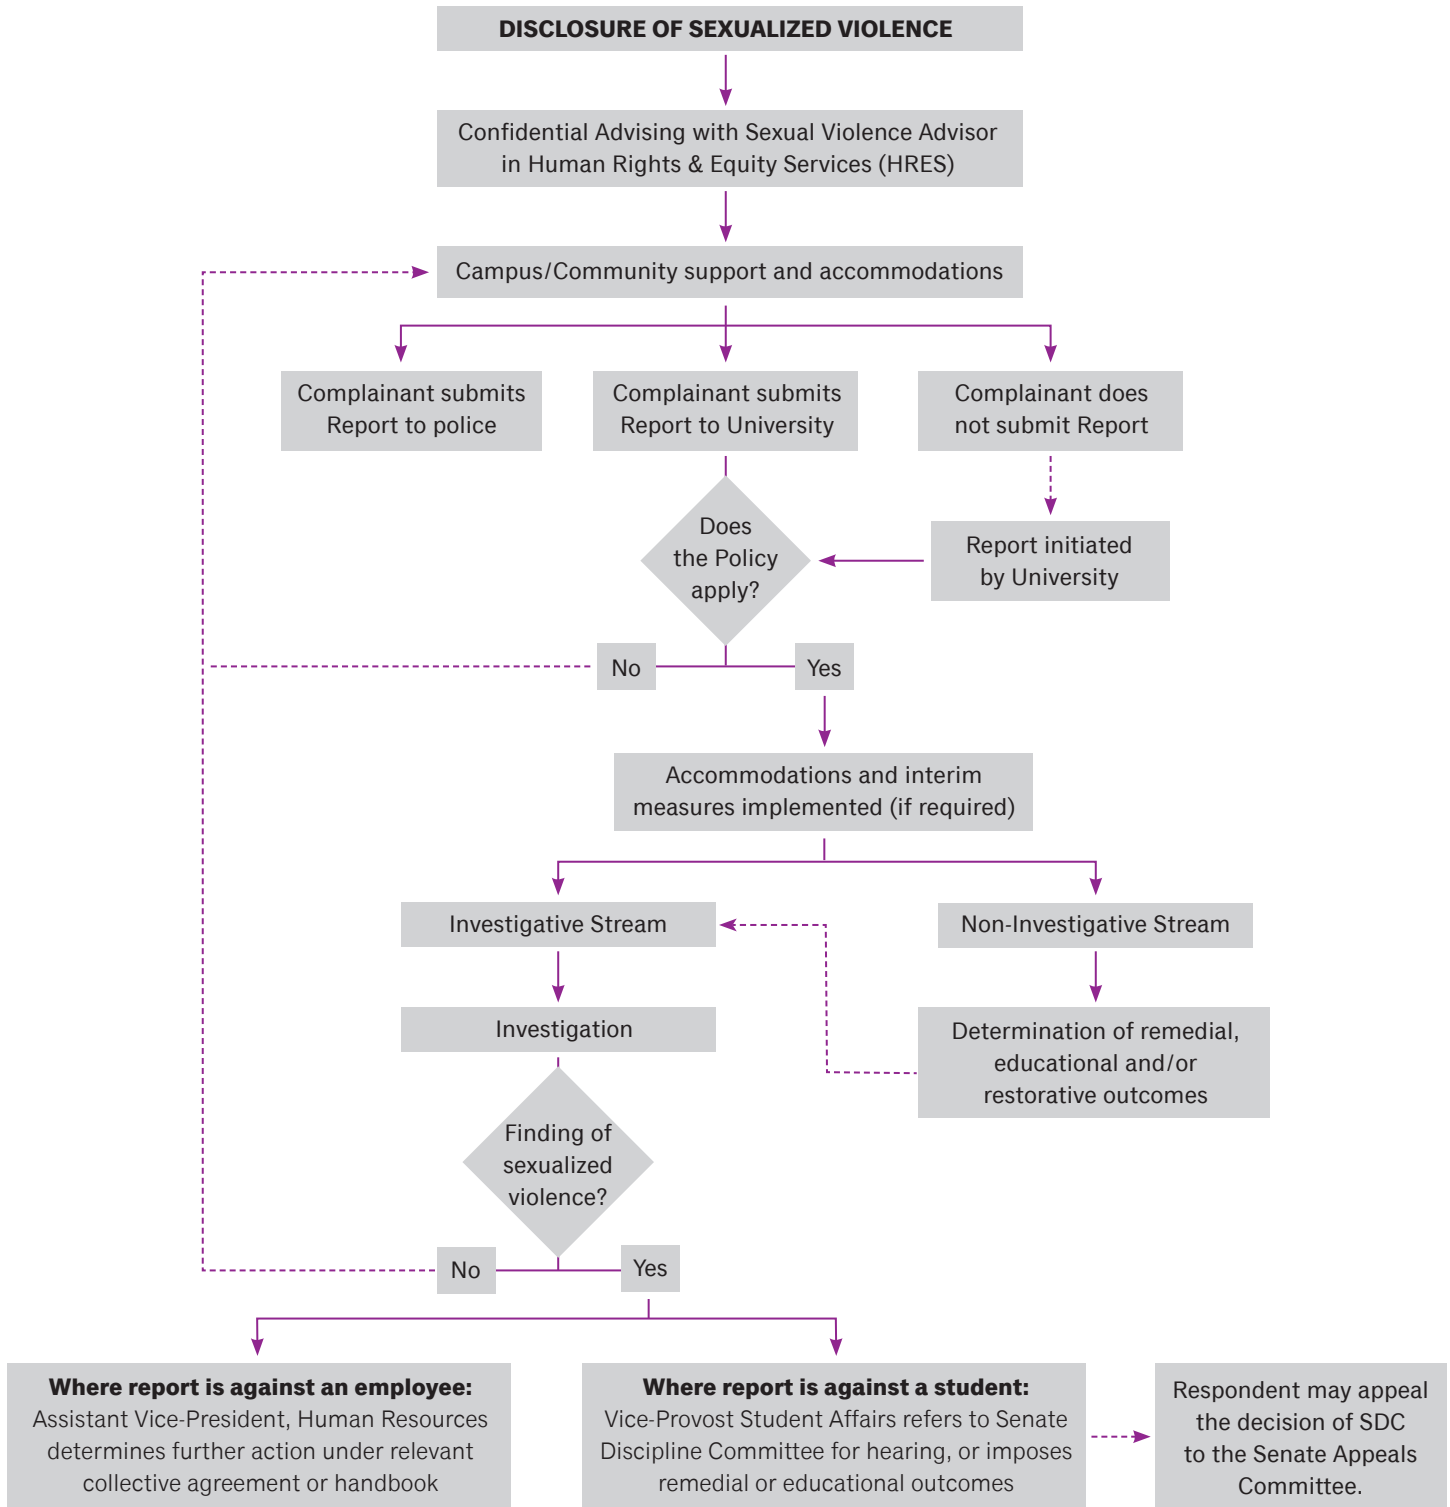 DISCLOSURE OF SEXUALIZED VIOLENCE
Confidential Advising with Sexual Violence Advisor
in Human Rights & Equity Services (HRES)
Campus/Community support and accommodations
Complainant submits
Report to police
Complainant submits
Report to University
Complainant does
not submit Report
Does
the Policy
apply?
Report initiated
by University
No
Yes
Accommodations and interim
measures implemented (if required)
Investigative Stream
Non-Investigative Stream
Investigation
Determination of remedial,
educational and/or
restorative outcomes
Finding of
sexualized
violence?
No
Yes
Where report is against an employee:
Assistant Vice-President, Human Resources
determines further action under relevant
collective agreement or handbook
Where report is against a student:
Vice-Provost Student Affairs refers to Senate
Discipline Committee for hearing, or imposes
remedial or educational outcomes
Respondent may appeal
the decision of SDC
to the Senate Appeals
Committee.